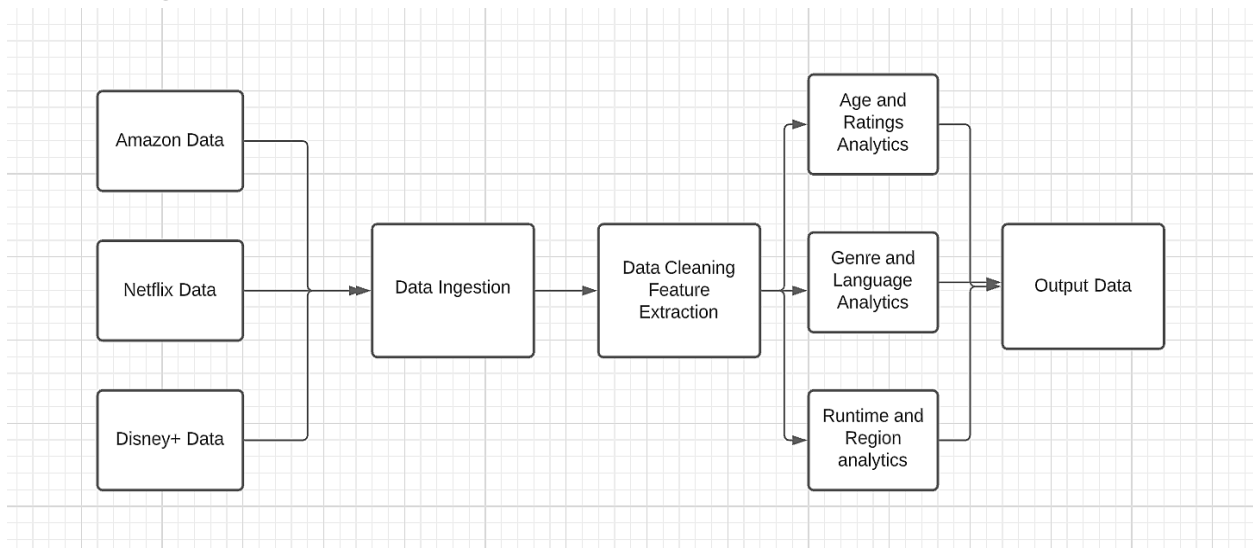 Amazon Data
Netflix Data
Disney+ Data
Data Ingestion
Data Cleaning
Feature
Extraction
Age and
Ratings
Analytics
Genre and
Language
Analytics
Runtime and
Region
analytics
Output Data